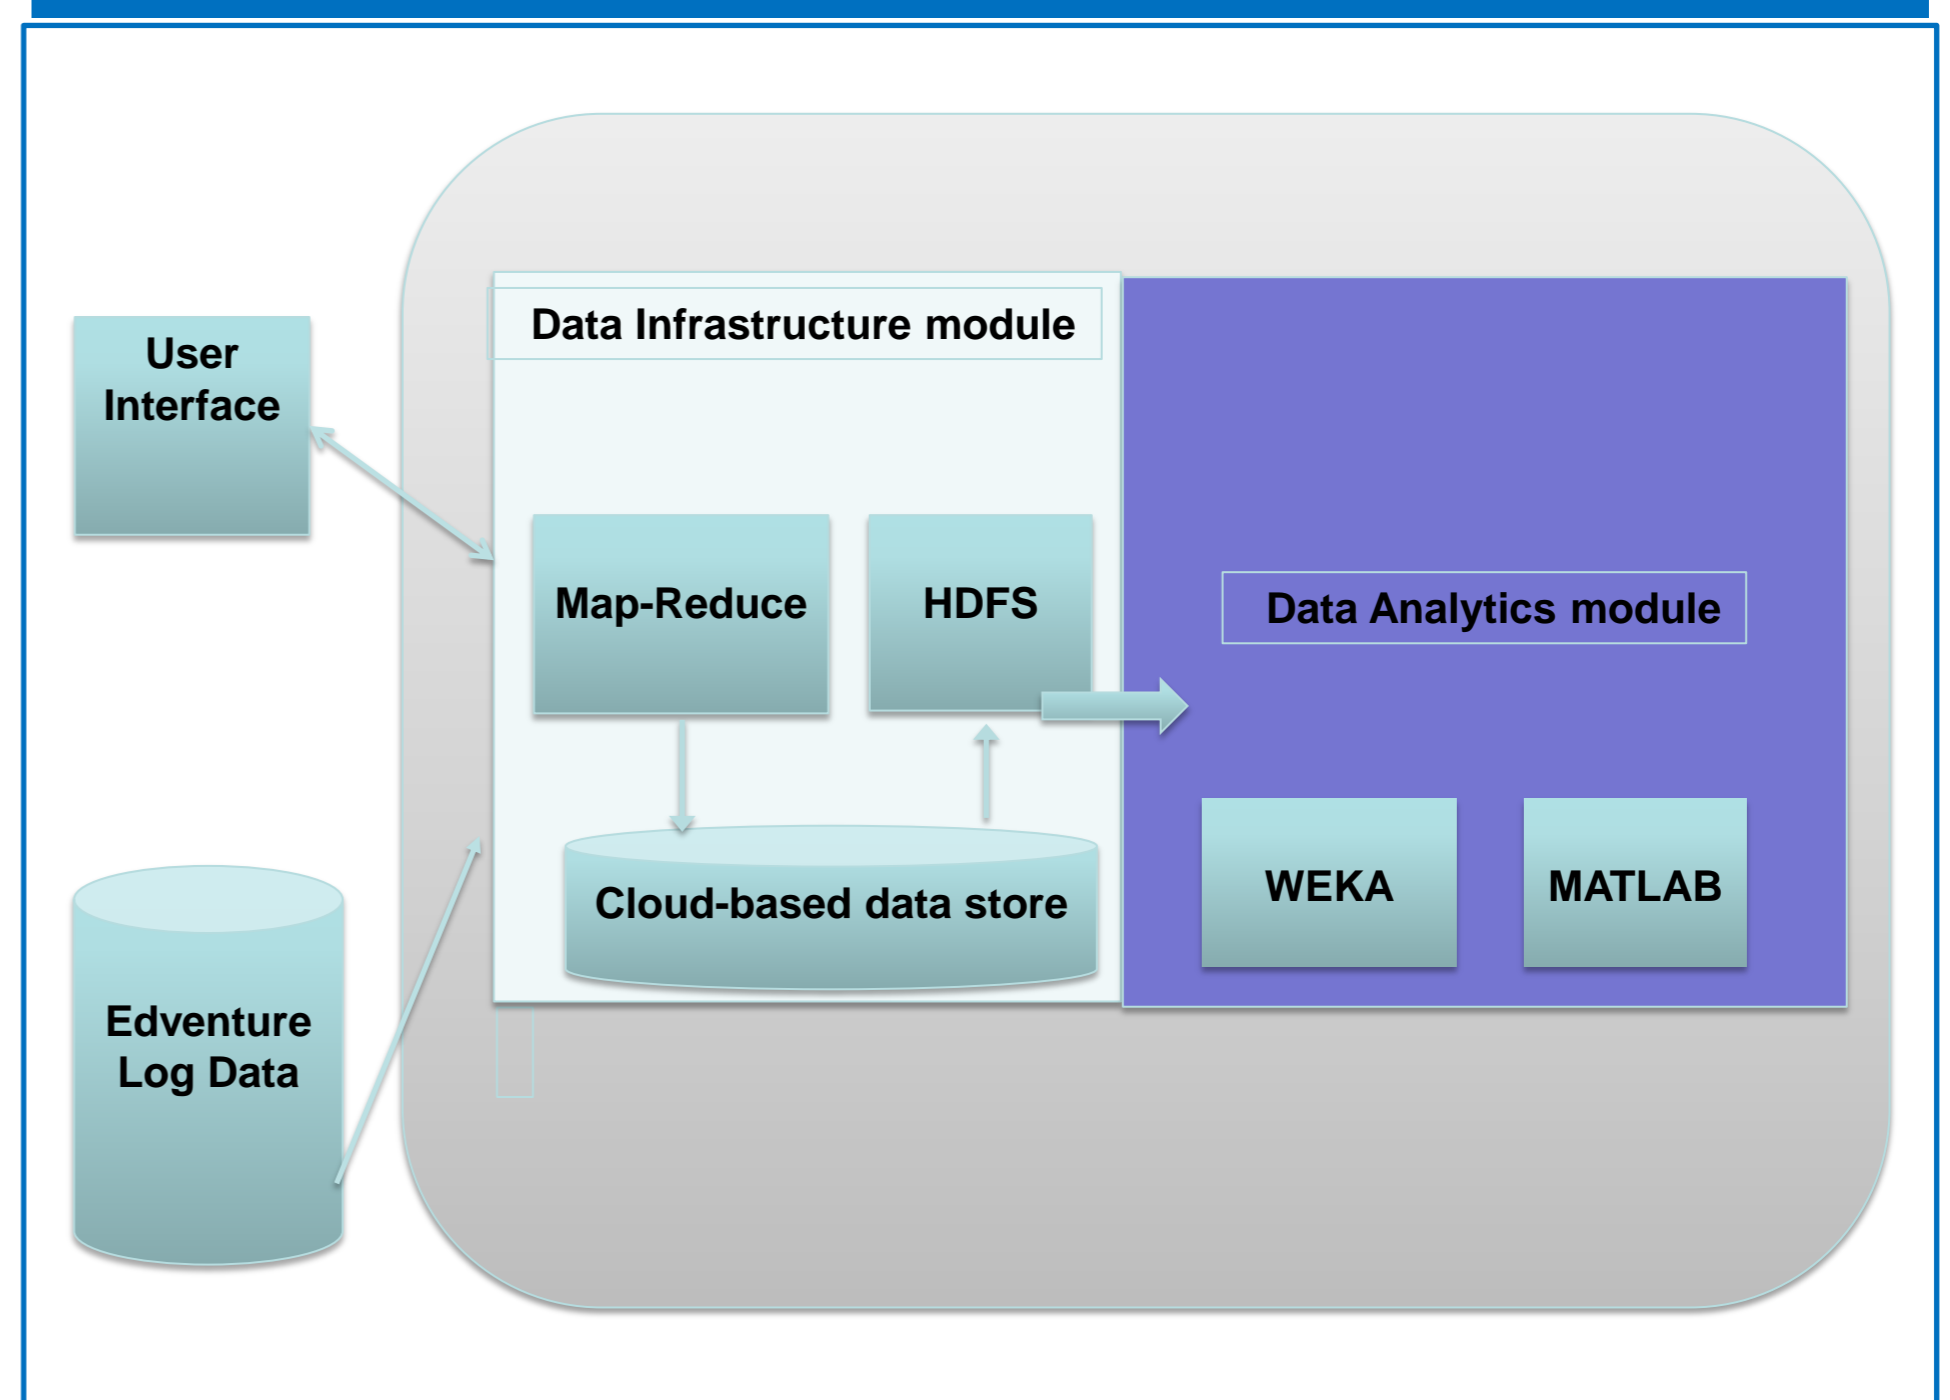 Data Infrastructure module
User
Interface
Map-Reduce
HDFS
Data Analytics module
Cloud-based data store
WEKA
MATLAB
Edventure
Log Data